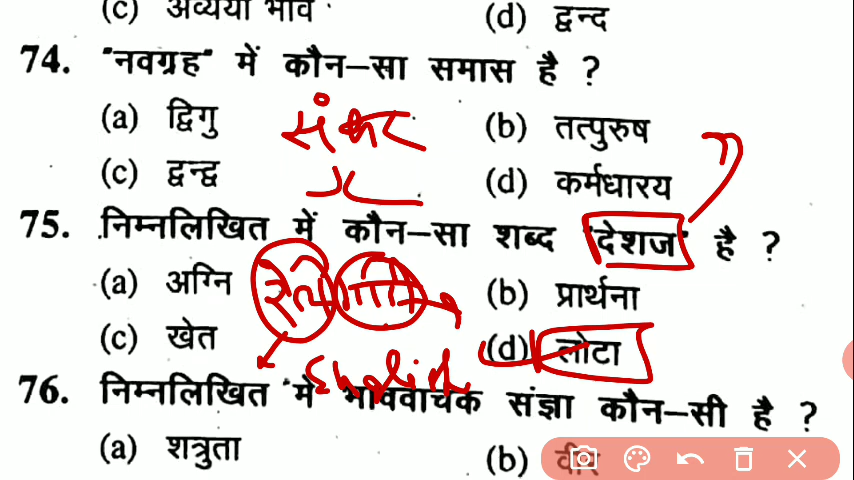 (c) अव्ययी भाव (d) द्वन्द
74. "नवग्रह" में कौन-सा समास है ?
(a) द्विगु (b) तत्पुरुष
संकर
(c) द्वन्द्व (d) कर्मधारय
75. निम्नलिखित में कौन-सा शब्द 'देशज' है ?
(a) अग्नि (b) प्रार्थना
(c) खेत (d) लोटा
English
76. निम्नलिखित में भाववाचक संज्ञा कौन-सी है ?
(a) शत्रुता (b) वीर